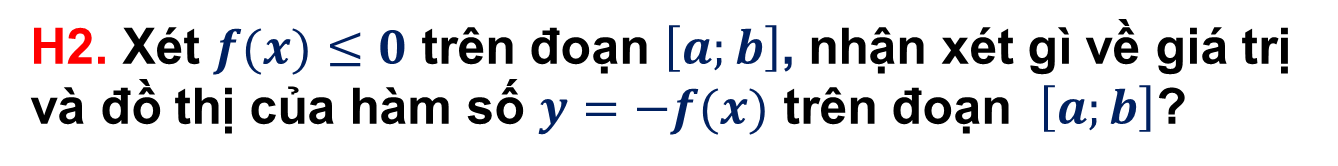 H2. Xét f(x) ≤ 0 trên đoạn [a; b], nhận xét gì về giá trị
và đồ thị của hàm số y = −f(x) trên đoạn [a; b]?